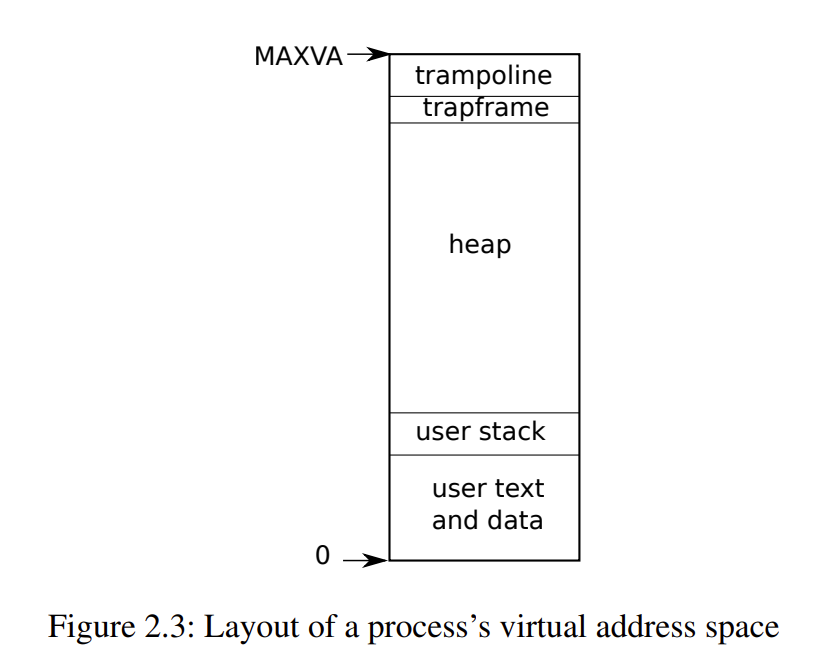 MAXVA
trampoline
trapframe
heap
user stack
user text
and data
0
Figure 2.3: Layout of a process’s virtual address space